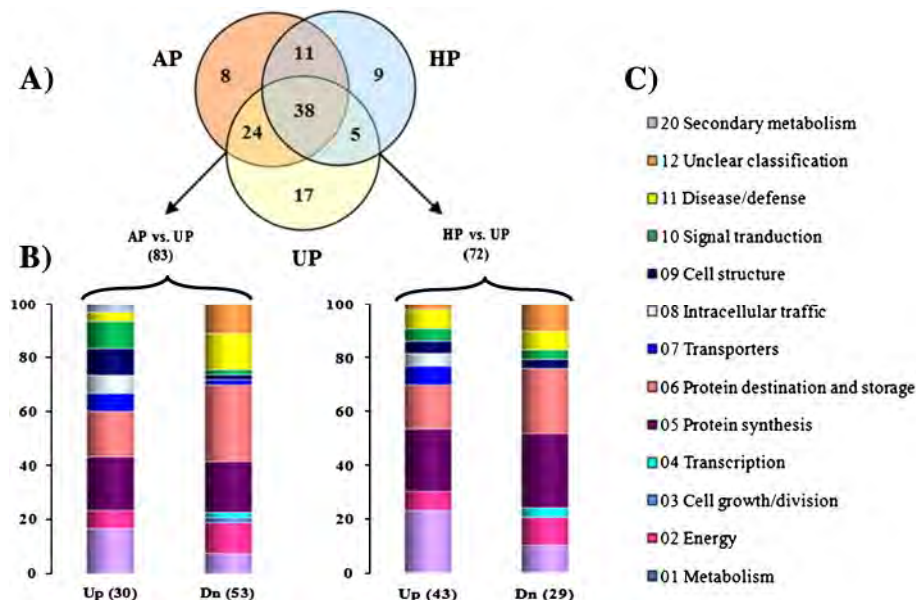 A)
AP
HP
8
11
9
38
24
5
17
UP
AP vs. UP
(83)
HP vs. UP
(72)
B)
100
80
60
40
20
0
Up (30)
Dn (53)
100
80
60
40
20
0
Up (43)
Dn (29)
C)
20 Secondary metabolism
12 Unclear classification
11 Disease/defense
10 Signal tranduction
09 Cell structure
08 Intracellular traffic
07 Transporters
06 Protein destination and storage
05 Protein synthesis
04 Transcription
03 Cell growth/division
02 Energy
01 Metabolism